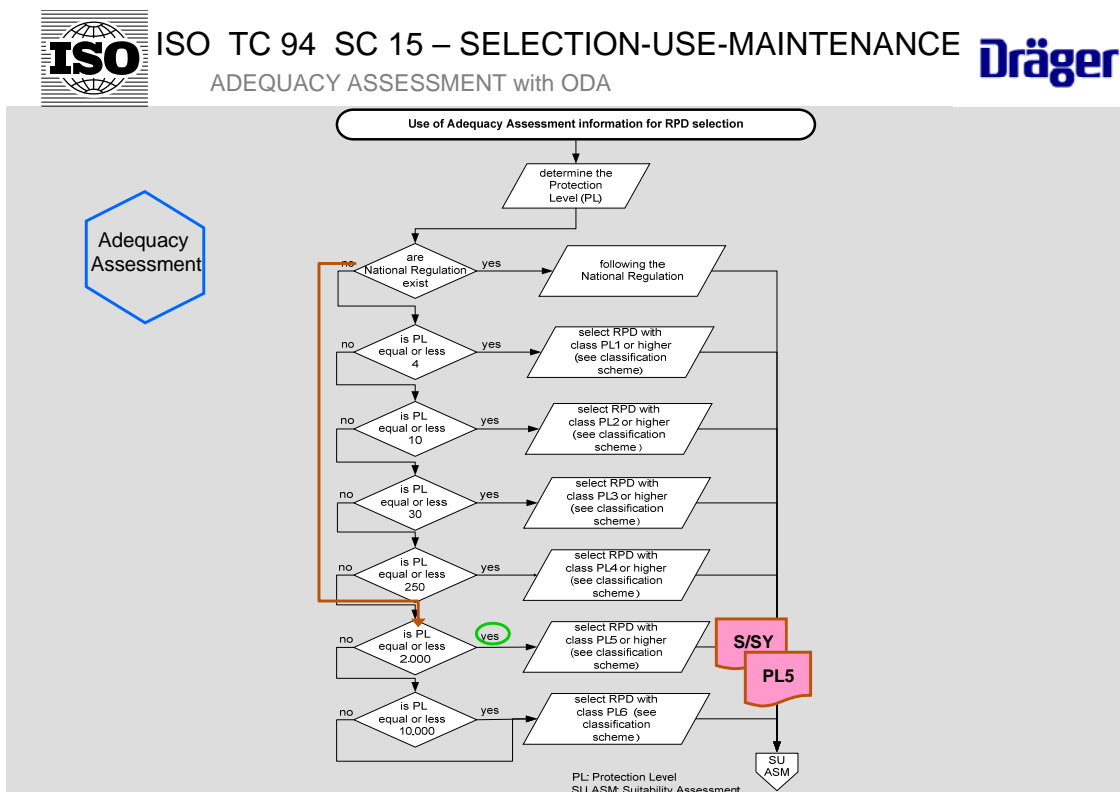 ISO
ISO TC 94 SC 15 – SELECTION-USE-MAINTENANCE
Dräger
ADEQUACY ASSESSMENT with ODA
Use of Adequacy Assessment information for RPD selection
determine the
Protection
Level (PL)
Adequacy
Assessment
no
are
National Regulation
exist
yes
following the
National Regulation
no
is PL
equal or less
4
yes
select RPD with
class PL1 or higher
(see classification
scheme)
no
is PL
equal or less
10
yes
select RPD with
class PL2 or higher
(see classification
scheme)
no
is PL
equal or less
30
yes
select RPD with
class PL3 or higher
(see classification
scheme)
no
is PL
equal or less
250
yes
select RPD with
class PL4 or higher
(see classification
scheme)
no
is PL
equal or less
2.000
yes
select RPD with
class PL5 or higher
(see classification
scheme)
S/SY
PL5
no
is PL
equal or less
10.000
yes
select RPD with
class PL6 (see
classification
scheme)
SU
ASM
PL: Protection Level
SU ASM: Suitability Assessment